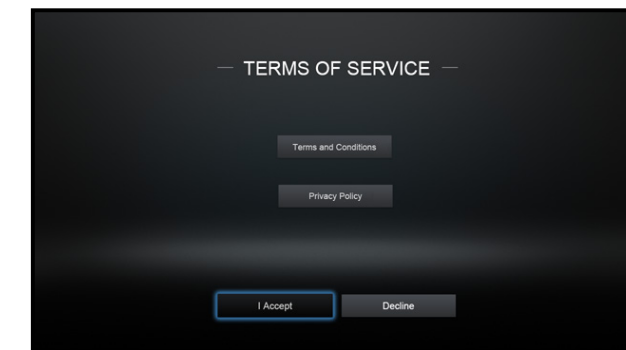 TERMS OF SERVICE
Terms and Conditions
Privacy Policy
I Accept Decline